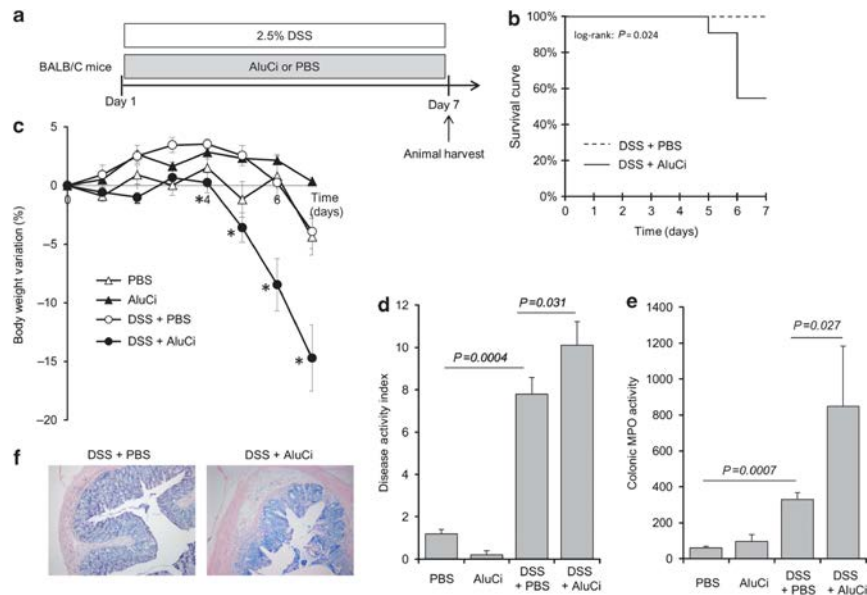 a
2.5% DSS
BALB/C mice
AluCi or PBS
Day 1
Day 7
Animal harvest
b
100%
80%
60%
40%
20%
0%
Survival curve
log-rank: P=0.024
DSS + PBS
DSS + AluCi
0 1 2 3 4 5 6 7
Time (days)
c
5
0
−5
−10
−15
−20
Body weight variation (%)
0 *4 6
Time
(days)
*
*
*
PBS
AluCi
DSS + PBS
DSS + AluCi
d
12
10
8
6
4
2
0
Disease activity index
P=0.0004
P=0.031
PBS AluCi DSS + PBS DSS + AluCi
e
1400
1200
1000
800
600
400
200
0
Colonic MPO activity
P=0.0007
P=0.027
PBS AluCi DSS + PBS DSS + AluCi
f
DSS + PBS
DSS + AluCi